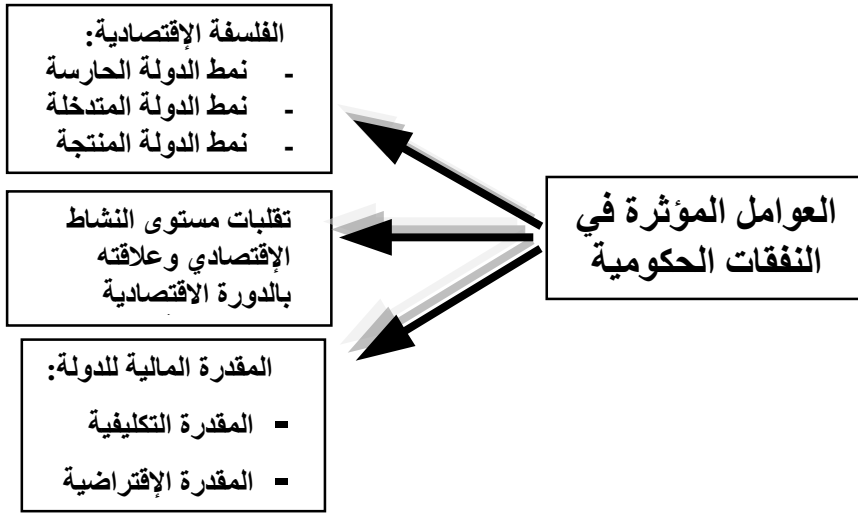 العوامل المؤثرة في
النفقات الحكومية
الفلسفة الإقتصادية:
- نمط الدولة الحارسة
- نمط الدولة المتدخلة
- نمط الدولة المنتجة
تقلبات مستوى النشاط
الإقتصادي وعلاقته
بالدورة الاقتصادية
المقدرة المالية للدولة:
- المقدرة التكليفية
- المقدرة الإقتراضية